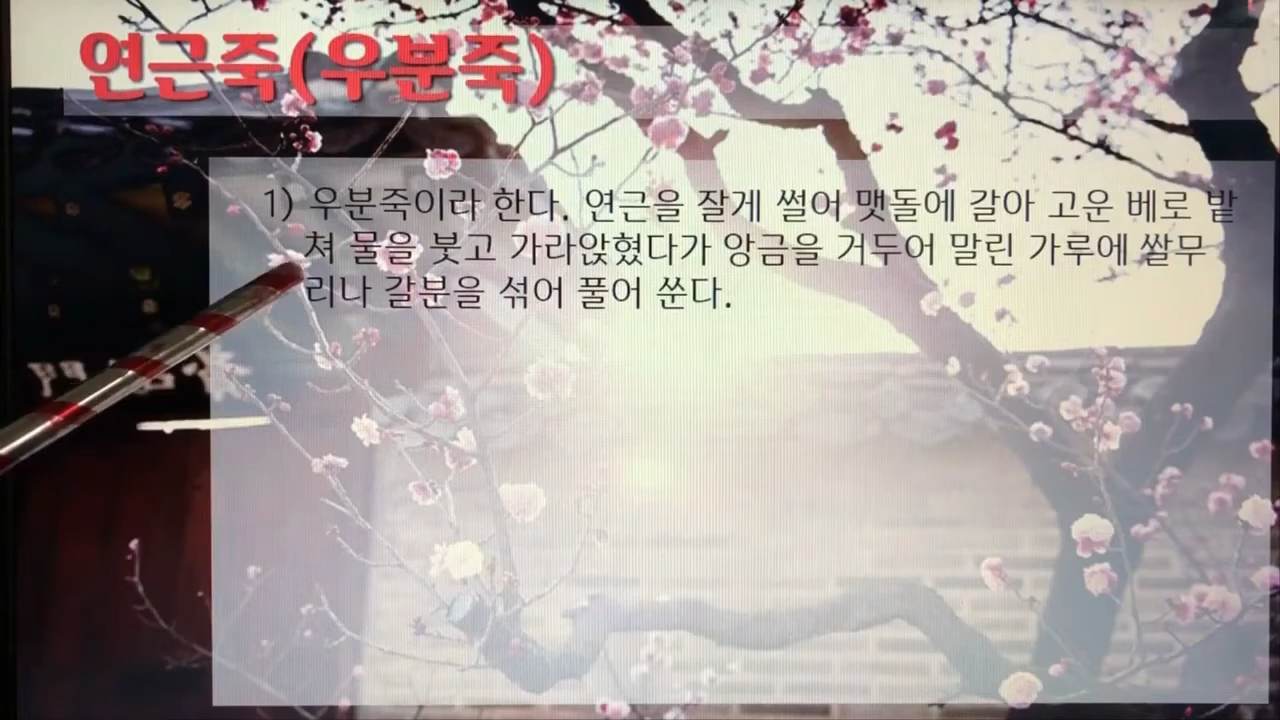 연근죽(우분죽)
1) 우분죽이라 한다. 연근을 잘게 썰어 맷돌에 갈아 고운 베로 밭
쳐 물을 붓고 가라앉혔다가 앙금을 거두어 말린 가루에 쌀무
리나 갈분을 섞어 풀어 쑨다.